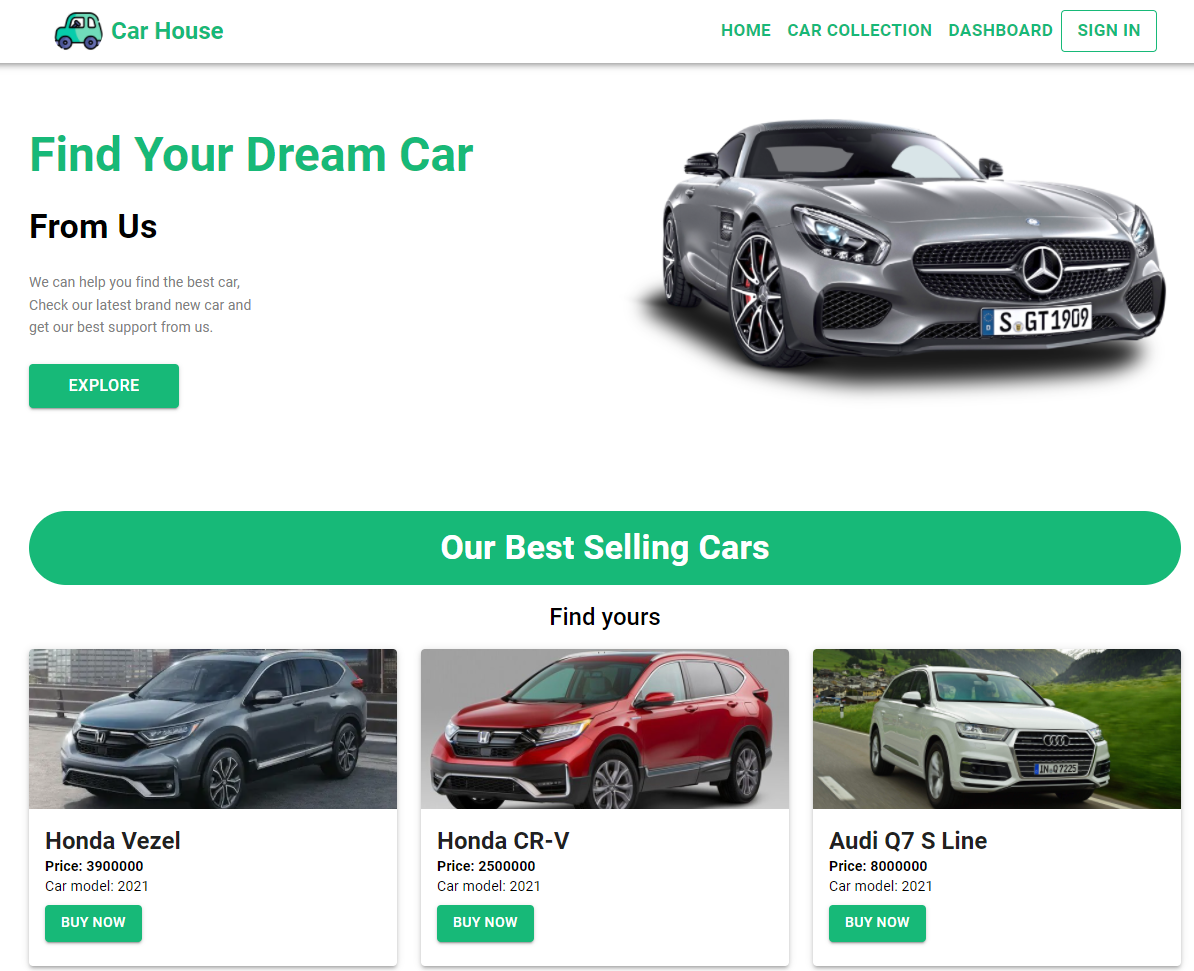 Car House
HOME CAR COLLECTION DASHBOARD SIGN IN
Find Your Dream Car
From Us
We can help you find the best car,
Check our latest brand new car and
get our best support from us.
EXPLORE
S GT1909
Our Best Selling Cars
Find yours
IN Q 7225
Honda Vezel
Price: 3900000
Car model: 2021
BUY NOW
Honda CR-V
Price: 2500000
Car model: 2021
BUY NOW
Audi Q7 S Line
Price: 8000000
Car model: 2021
BUY NOW